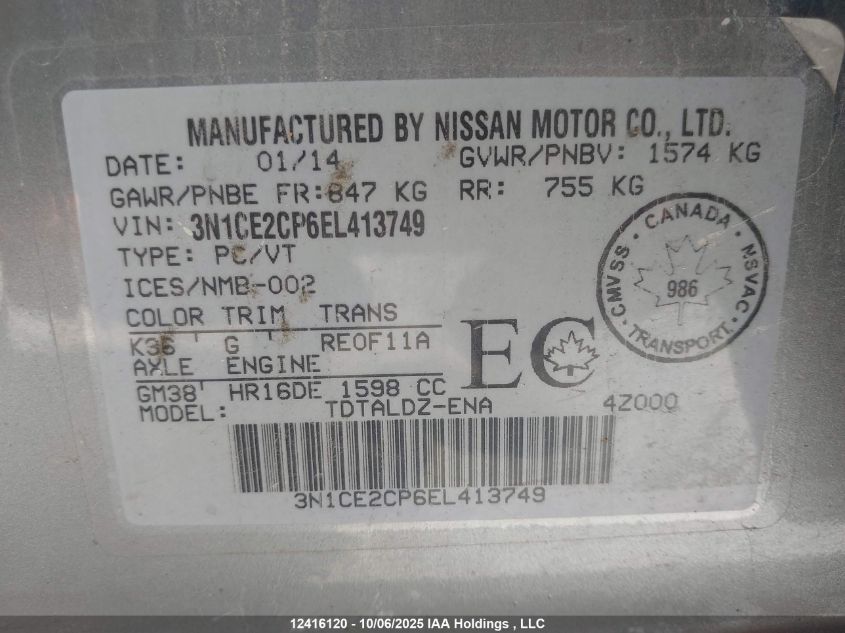 MANUFACTURED BY NISSAN MOTOR CO., LTD.
DATE: 01/14 GVWR/PNBV: 1574 KG
GAWR/PNBE FR:847 KG RR: 755 KG
VIN: 3N1CE2CP6EL413749
TYPE: PC/VT
ICES/NMB-002
COLOR TRIM TRANS
K36 ' G ' RE0F11A
AXLE ENGINE
GM38' HR16DE 1598 CC
MODEL: TDTALDZ-ENA 4Z000
EC
CANADA
CMVSS · NSVAC
986
TRANSPORT
3N1CE2CP6EL413749
12416120 - 10/06/2025 IAA Holdings , LLC